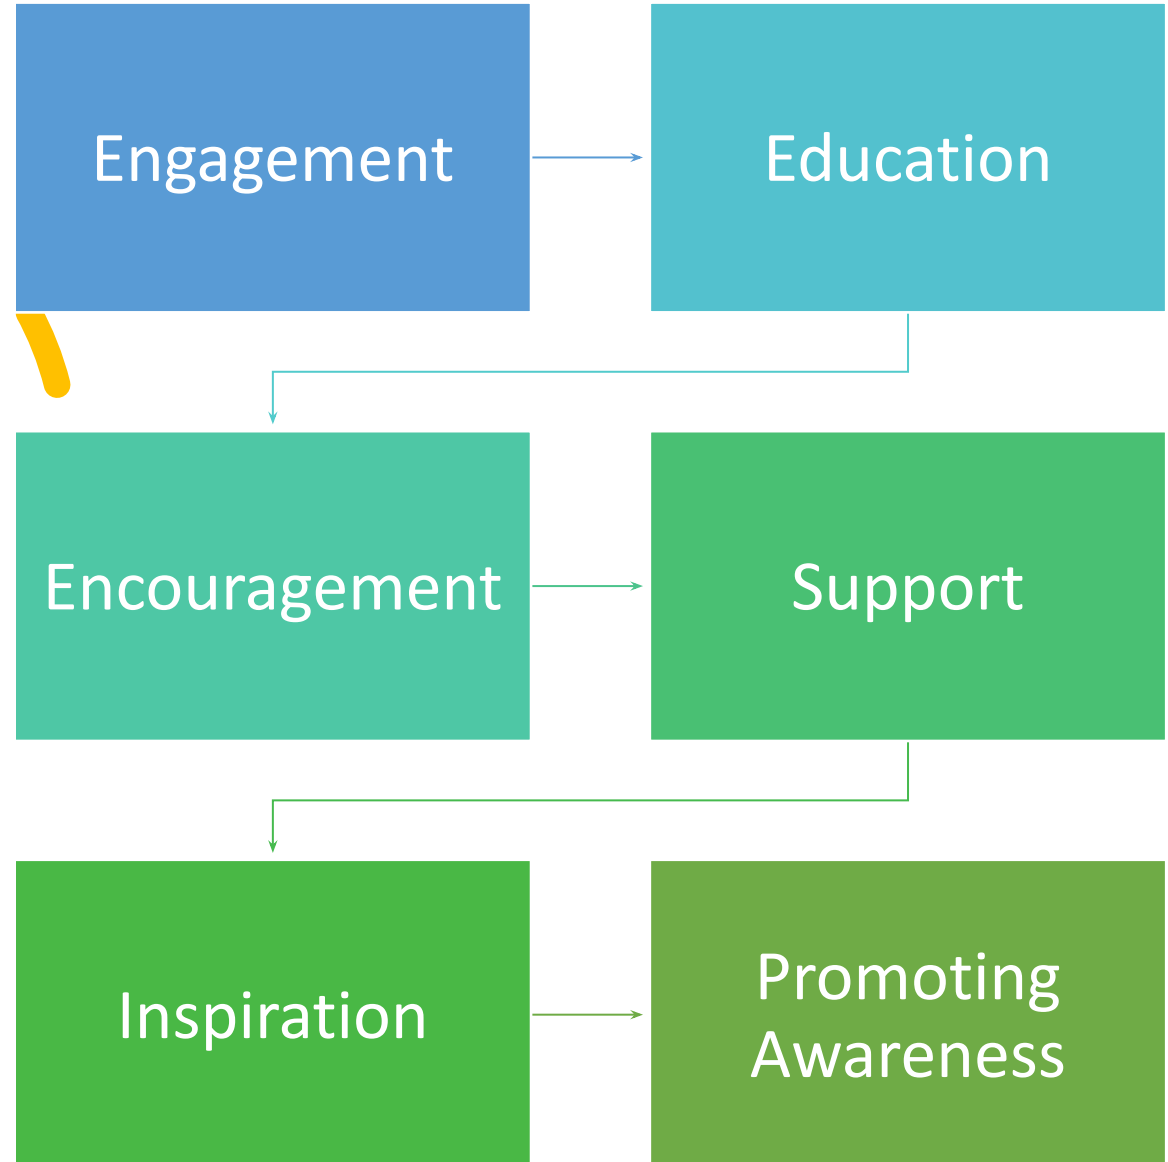 Engagement
Education
Encouragement
Support
Inspiration
Promoting
Awareness